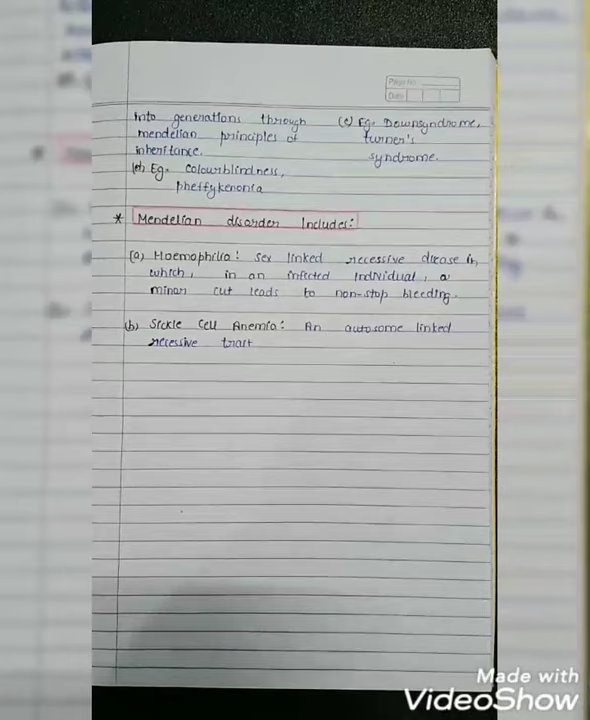 Page No.
Date
into generations through
mendelian principles of
inheritance.
(e) Eg. Colourblindness,
pheffykenonia
(e) Eg. Downsyndrome,
turner's
syndrome.
* Mendelian disorder Includes:
(a) Haemophilia: Sex linked recessive diease in
which, in an infected individual, a
minor cut leads to non-stop bleeding.
(b) Sickle Cell Anemia: An autosome linked
recessive trait
Made with
VideoShow